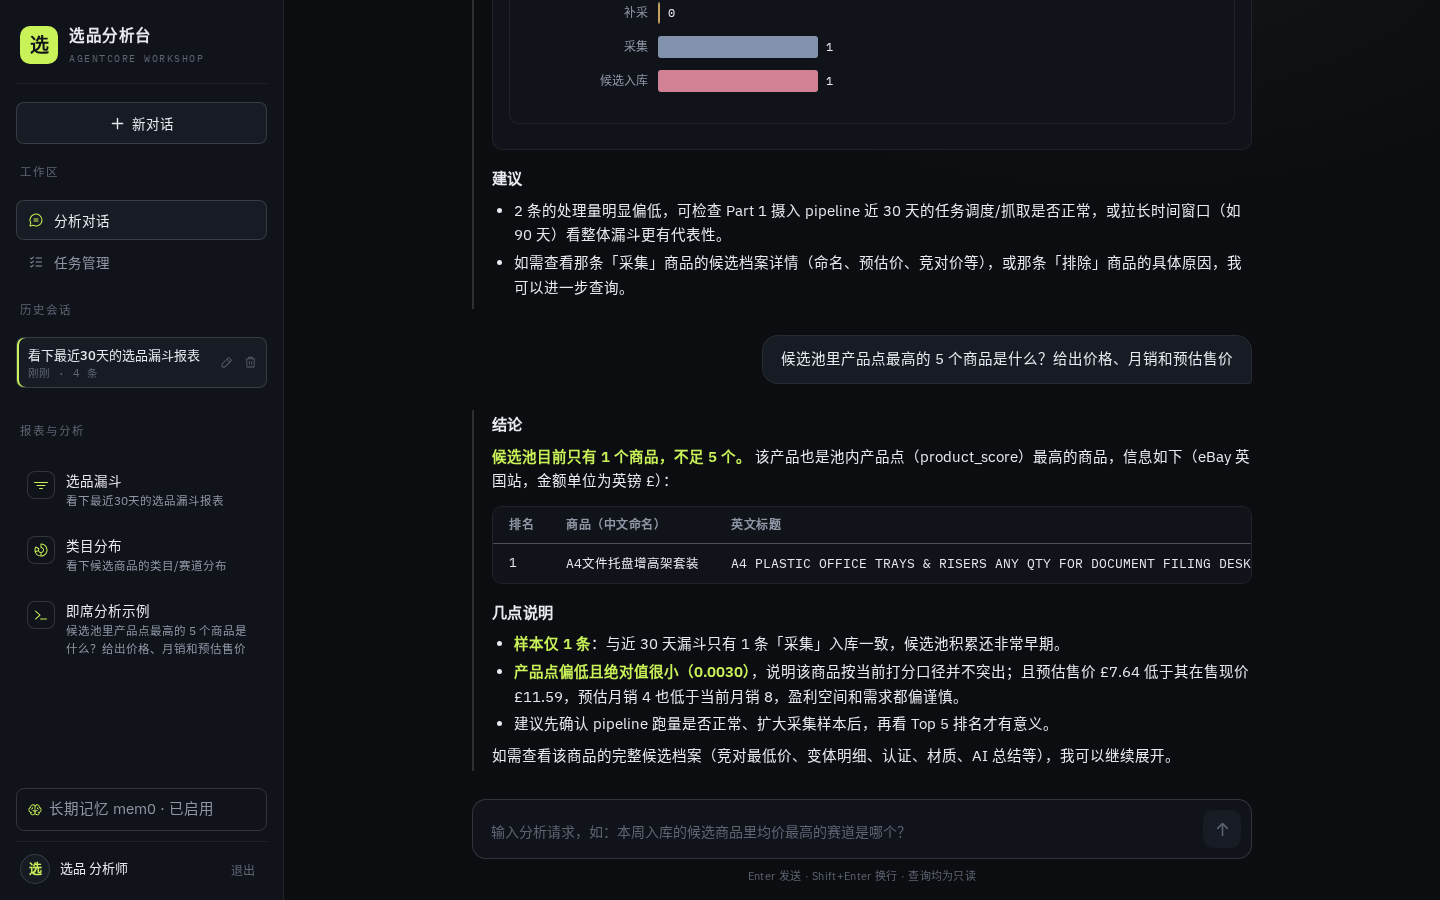 选
选品分析台
AGENTCORE WORKSHOP
+ 新对话
工作区
分析对话
任务管理
历史会话
看下最近30天的选品漏斗报表
刚刚 · 4 条
报表与分析
选品漏斗
看下最近30天的选品漏斗报表
类目分布
看下候选商品的类目/赛道分布
即席分析示例
候选池里产品点最高的 5 个商品是
什么？给出价格、月销和预估售价
长期记忆 mem0 · 已启用
选
选品 分析师
退出
补采 0
采集 1
候选入库 1
建议
• 2 条的处理量明显偏低，可检查 Part 1 摄入 pipeline 近 30 天的任务调度/抓取是否正常，或拉长时间窗口（如
90 天）看整体漏斗更有代表性。
• 如需查看那条「采集」商品的候选档案详情（命名、预估价、竞对价等），或那条「排除」商品的具体原因，我
可以进一步查询。
候选池里产品点最高的 5 个商品是什么？给出价格、月销和预估售价
结论
候选池目前只有 1 个商品，不足 5 个。 该产品也是池内产品点（product_score）最高的商品，信息如下（eBay 英
国站，金额单位为英镑 £）：
排名 商品（中文命名） 英文标题
1 A4文件托盘增高架套装 A4 PLASTIC OFFICE TRAYS & RISERS ANY QTY FOR DOCUMENT FILING DESK
几点说明
• 样本仅 1 条：与近 30 天漏斗只有 1 条「采集」入库一致，候选池积累还非常早期。
• 产品点偏低且绝对值很小（0.0030），说明该商品按当前打分口径并不突出；且预估售价 £7.64 低于其在售现价
£11.59，预估月销 4 也低于当前月销 8，盈利空间和需求都偏谨慎。
• 建议先确认 pipeline 跑量是否正常、扩大采集样本后，再看 Top 5 排名才有意义。
如需查看该商品的完整候选档案（竞对最低价、变体明细、认证、材质、AI 总结等），我可以继续展开。
输入分析请求，如：本周入库的候选商品里均价最高的赛道是哪个？
Enter 发送 · Shift+Enter 换行 · 查询均为只读